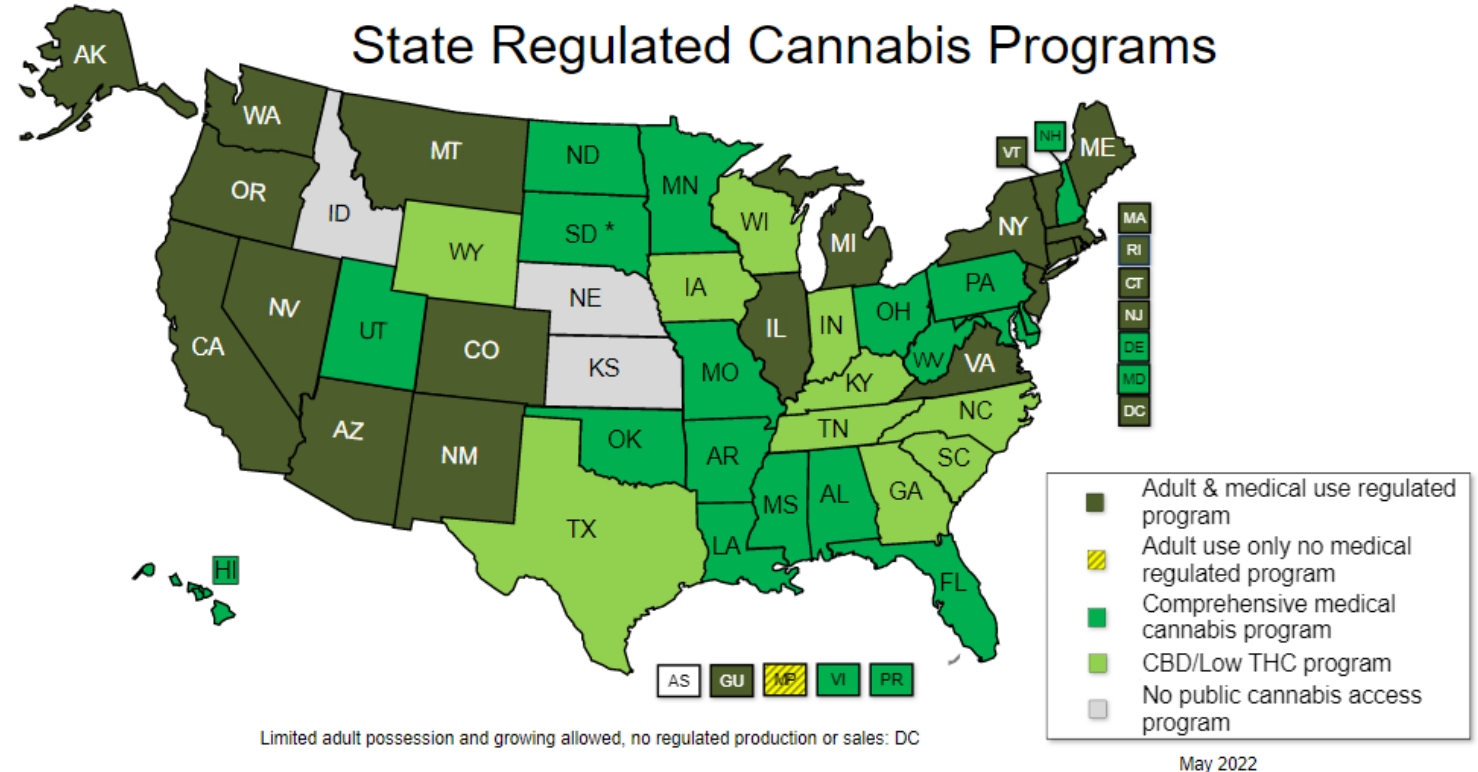 State Regulated Cannabis Programs
AK
WA
MT
ND
MN
VT
NH
ME
OR
ID
WY
SD *
WI
MI
NY
MA
RI
CT
NJ
DE
MD
DC
NV
UT
CO
NE
IA
IL
IN
OH
PA
CA
KS
MO
KY
WV
VA
AZ
NM
OK
AR
TN
NC
SC
TX
LA
MS
AL
GA
FL
HI
AS
GU
MP
VI
PR
Adult & medical use regulated
program
Adult use only no medical
regulated program
Comprehensive medical
cannabis program
CBD/Low THC program
No public cannabis access
program
Limited adult possession and growing allowed, no regulated production or sales: DC
May 2022